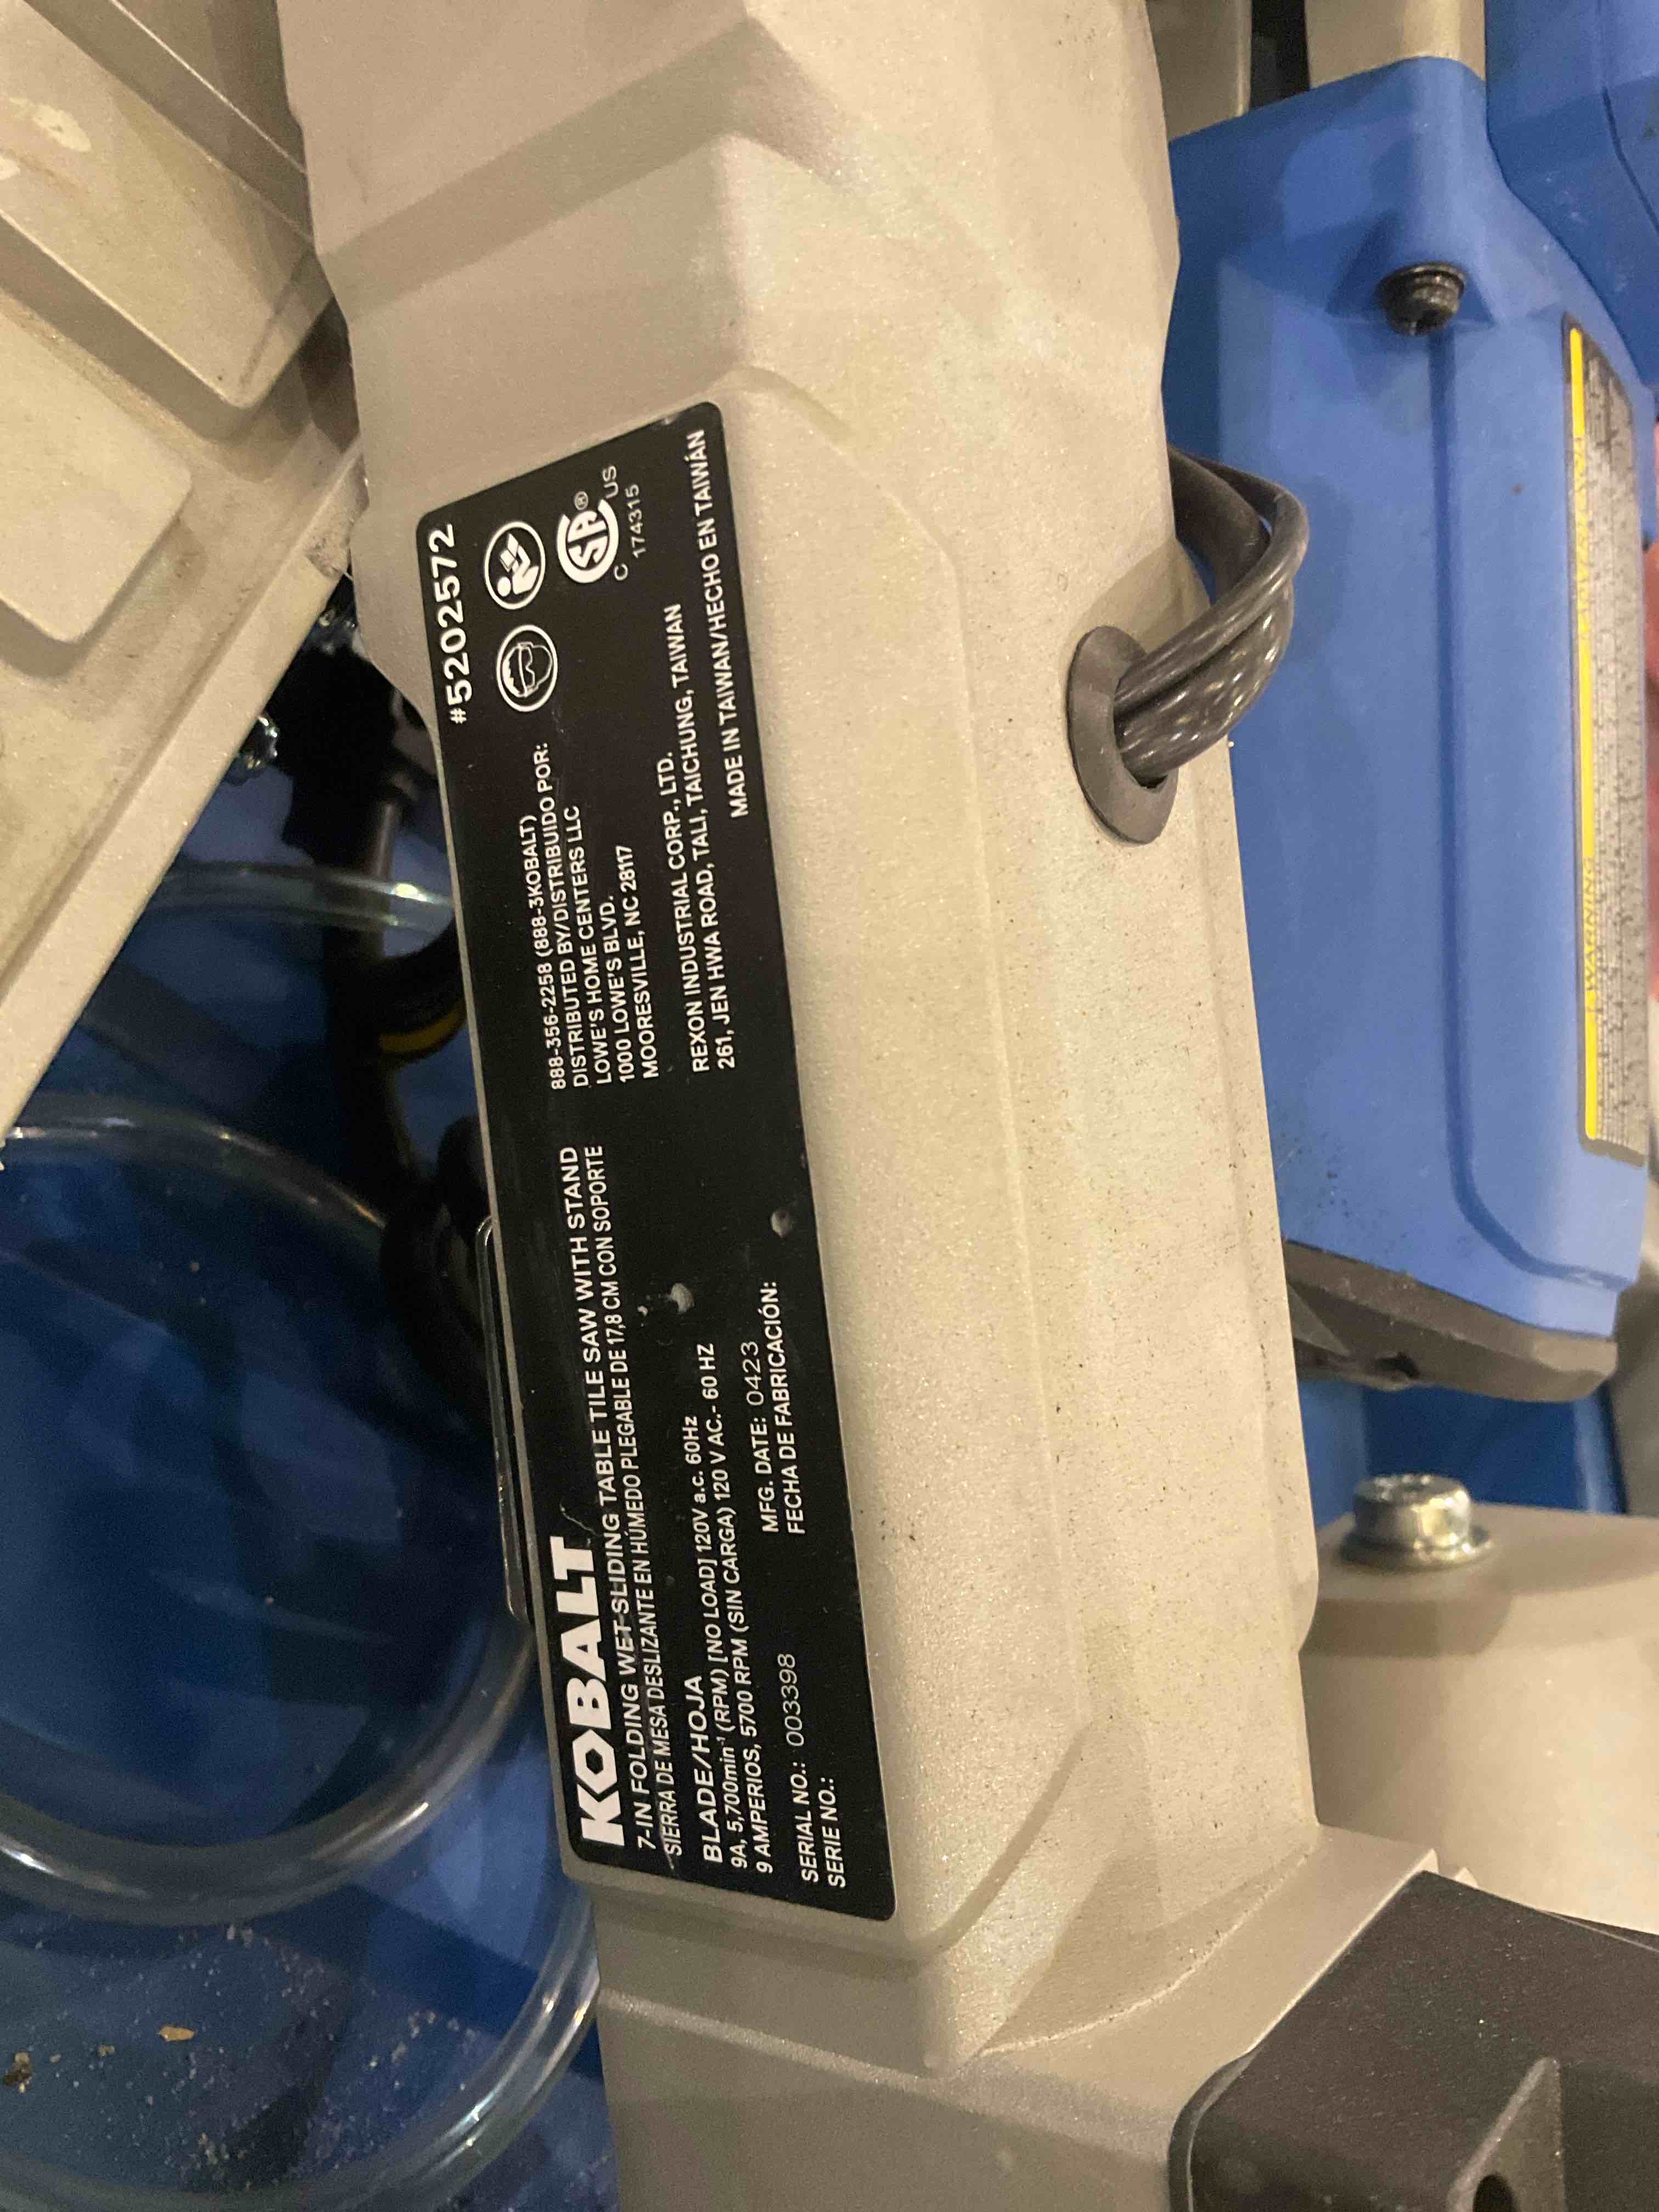 KOBALT
7-IN FOLDING WET SLIDING TABLE TILE SAW WITH STAND
SIERRA DE MESA DESLIZANTE EN HÚMEDO PLEGABLE DE 17,8 CM CON SOPORTE
BLADE/HOJA
9A, 5,700min⁻¹ (RPM) [NO LOAD] 120V a.c. 60Hz
9 AMPERIOS, 5700 RPM (SIN CARGA) 120 V AC.- 60 HZ
SERIAL NO.: 003398
SERIE NO.:
MFG. DATE: 0423
FECHA DE FABRICACIÓN:
#5202572
888-356-2258 (888-3KOBALT)
DISTRIBUTED BY/DISTRIBUIDO POR:
LOWE'S HOME CENTERS LLC
1000 LOWE'S BLVD.
MOORESVILLE, NC 28117
SA®
C US
174315
REXON INDUSTRIAL CORP., LTD.
261, JEN HWA ROAD, TALI, TAICHUNG, TAIWAN
MADE IN TAIWAN/HECHO EN TAIWÁN
WARNING